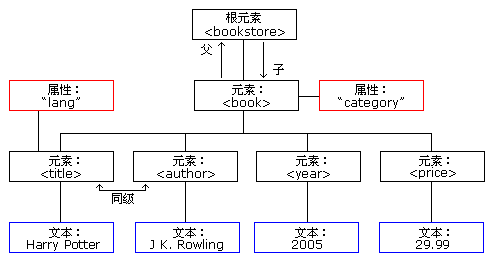 根元素
<bookstore>
父
子
属性：
“lang”
元素：
<book>
属性：
“category”
元素：
<title>
元素：
<author>
元素：
<year>
元素：
<price>
同级
文本：
Harry Potter
文本：
J K. Rowling
文本：
2005
文本：
29.99